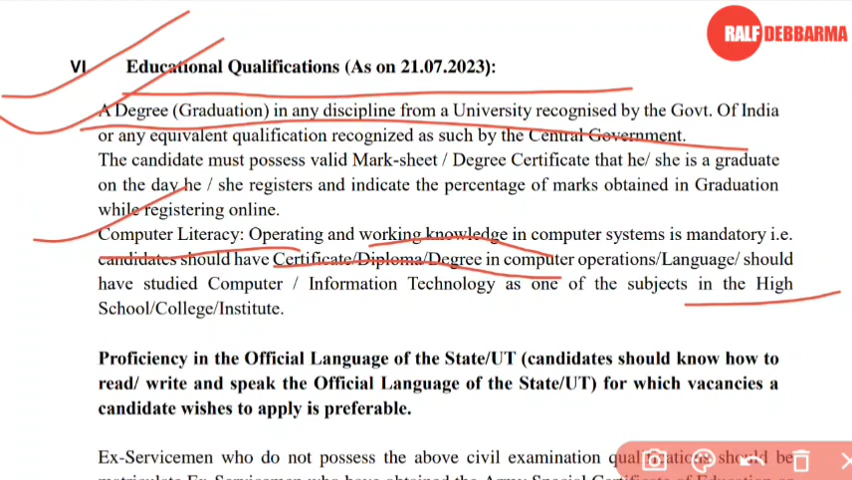 RALF DEBBARMA
VI Educational Qualifications (As on 21.07.2023):
A Degree (Graduation) in any discipline from a University recognised by the Govt. Of India
or any equivalent qualification recognized as such by the Central Government.
The candidate must possess valid Mark-sheet / Degree Certificate that he/ she is a graduate
on the day he / she registers and indicate the percentage of marks obtained in Graduation
while registering online.
Computer Literacy: Operating and working knowledge in computer systems is mandatory i.e.
candidates should have Certificate/Diploma/Degree in computer operations/Language/ should
have studied Computer / Information Technology as one of the subjects in the High
School/College/Institute.
Proficiency in the Official Language of the State/UT (candidates should know how to
read/ write and speak the Official Language of the State/UT) for which vacancies a
candidate wishes to apply is preferable.
Ex-Servicemen who do not possess the above civil examination qualifications should be